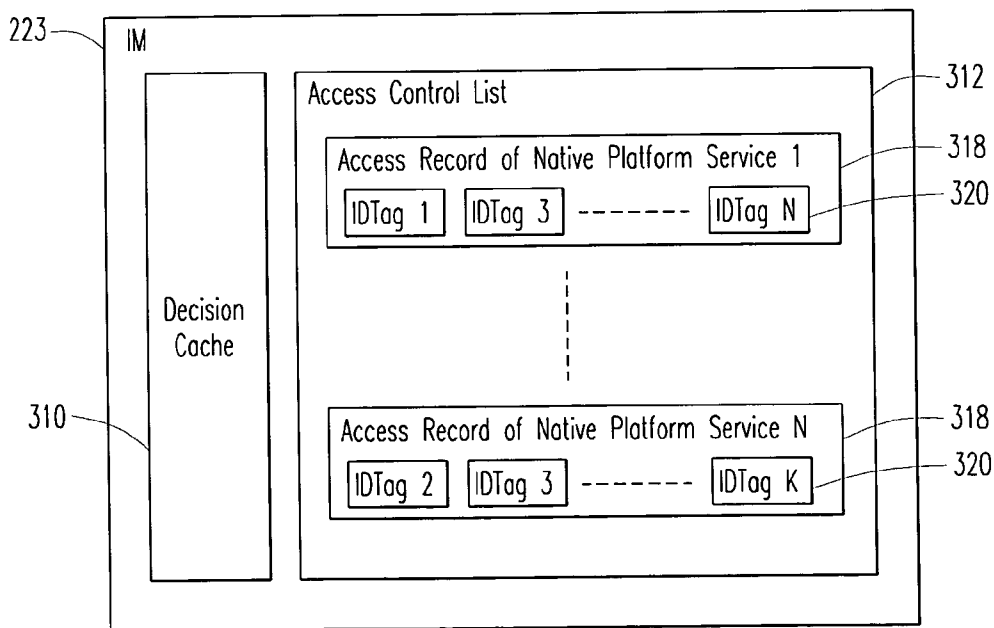 223
IM
312
Access Control List
318
Access Record of Native Platform Service 1
320
IDTag 1 IDTag 3 IDTag N
Decision
Cache
310
318
Access Record of Native Platform Service N
320
IDTag 2 IDTag 3 IDTag K